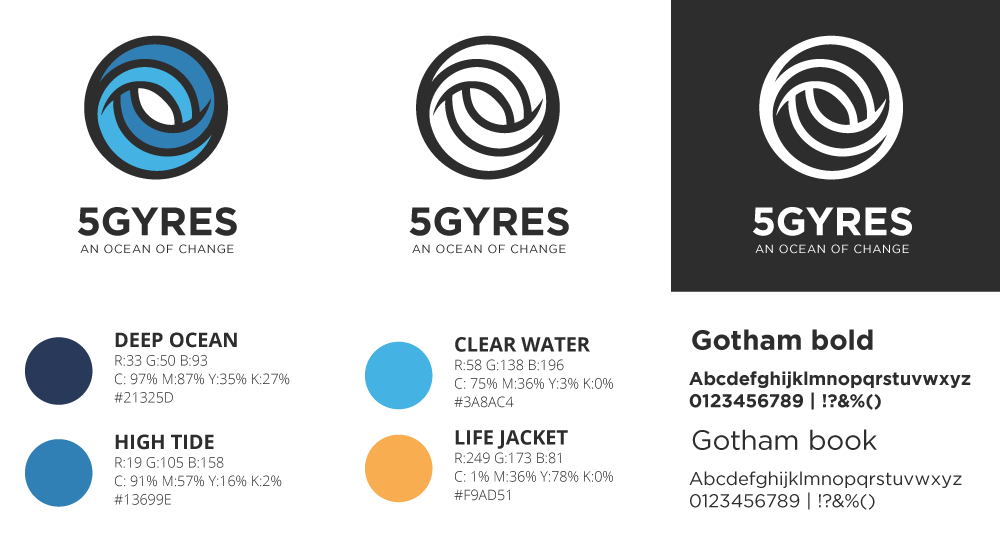 5GYRES
AN OCEAN OF CHANGE
5GYRES
AN OCEAN OF CHANGE
5GYRES
AN OCEAN OF CHANGE
DEEP OCEAN
R:33 G:50 B:93
C: 97% M:87% Y:35% K:27%
#21325D
HIGH TIDE
R:19 G:105 B:158
C: 91% M:57% Y:16% K:2%
#13699E
CLEAR WATER
R:58 G:138 B:196
C: 75% M:36% Y:3% K:0%
#3A8AC4
LIFE JACKET
R:249 G:173 B:81
C: 1% M:36% Y:78% K:0%
#F9AD51
Gotham bold
Abcdefghijklmnopqrstuvwxyz
0123456789 | !?&%()
Gotham book
Abcdefghijklmnopqrstuvwxyz
0123456789 | !?&%()